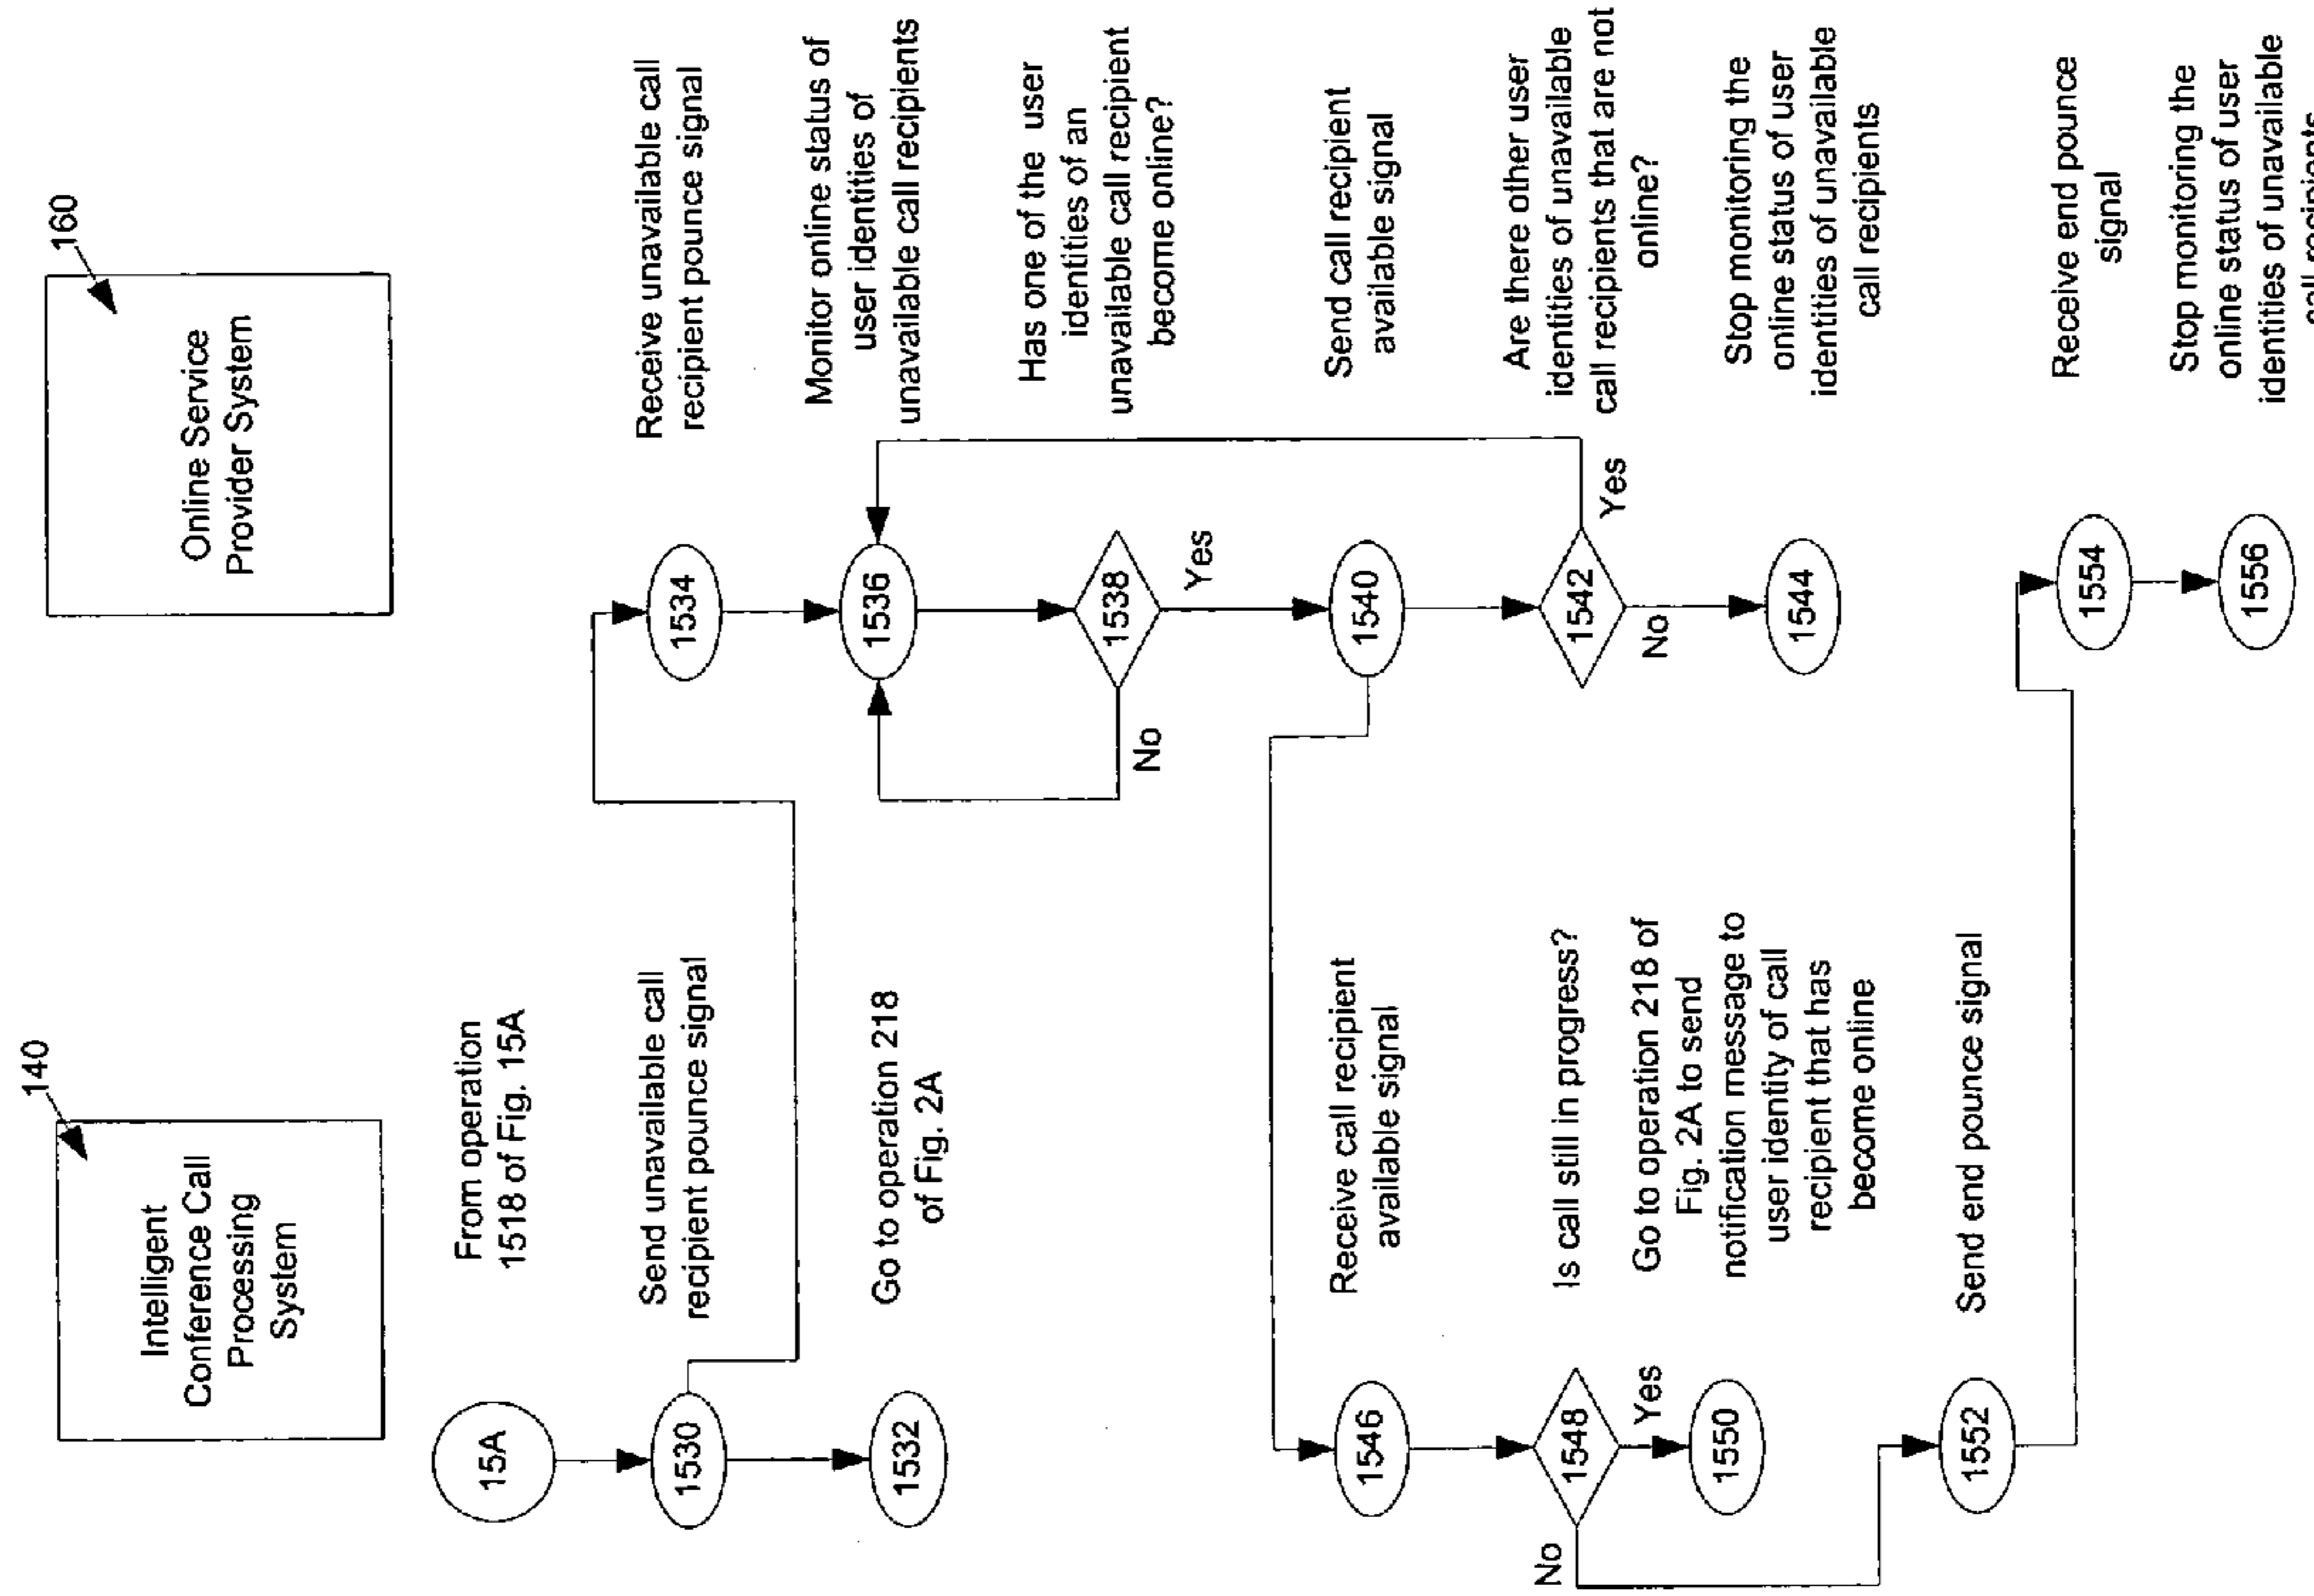 140
Intelligent
Conference Call
Processing
System
160
Online Service
Provider System
15A
From operation
1518 of Fig. 15A
1530
Send unavailable call
recipient pounce signal
1534
Receive unavailable call
recipient pounce signal
1532
Go to operation 218
of Fig. 2A
1536
Monitor online status of
user identities of
unavailable call recipients
1538
Has one of the user
identities of an
unavailable call recipient
become online?
No
Yes
1540
Send call recipient
available signal
1546
Receive call recipient
available signal
1542
Are there other user
identities of unavailable
call recipients that are not
online?
Yes
No
1548
Is call still in progress?
No
Yes
1550
Go to operation 218 of
Fig. 2A to send
notification message to
user identity of call
recipient that has
become online
1544
Stop monitoring the
online status of user
identities of unavailable
call recipients
1552
Send end pounce signal
1554
Receive end pounce
signal
1556
Stop monitoring the
online status of user
identities of unavailable
call recipients